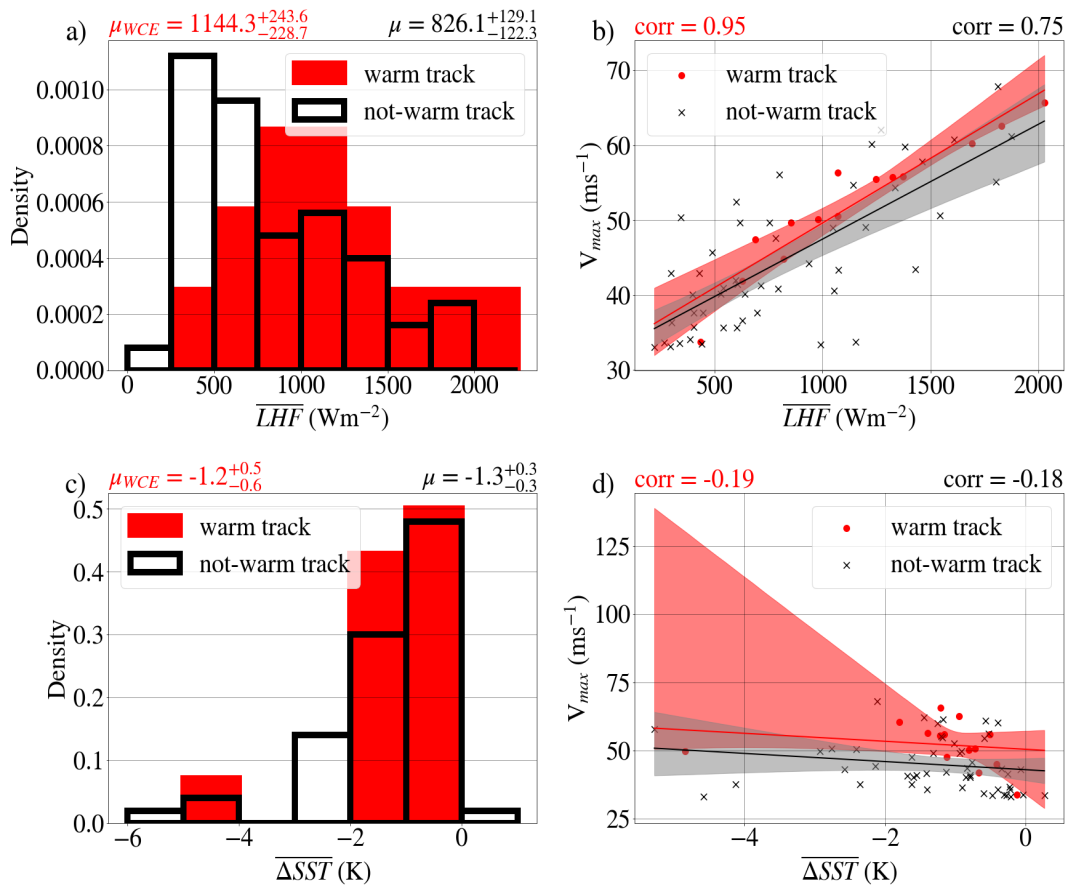 a)
μ_WCE = 1144.3^{+243.6}_{−228.7}
μ = 826.1^{+129.1}_{−122.3}
warm track
not-warm track
Density
0.0010
0.0008
0.0006
0.0004
0.0002
0.0000
0 500 1000 1500 2000
LHF (Wm⁻²)
b)
corr = 0.95
corr = 0.75
warm track
not-warm track
V_max (ms⁻¹)
70
60
50
40
30
500 1000 1500 2000
LHF (Wm⁻²)
c)
μ_WCE = -1.2^{+0.5}_{−0.6}
μ = -1.3^{+0.3}_{−0.3}
warm track
not-warm track
Density
0.5
0.4
0.3
0.2
0.1
0.0
−6 −4 −2 0
ΔSST (K)
d)
corr = -0.19
corr = -0.18
warm track
not-warm track
V_max (ms⁻¹)
125
100
75
50
25
−4 −2 0
ΔSST (K)